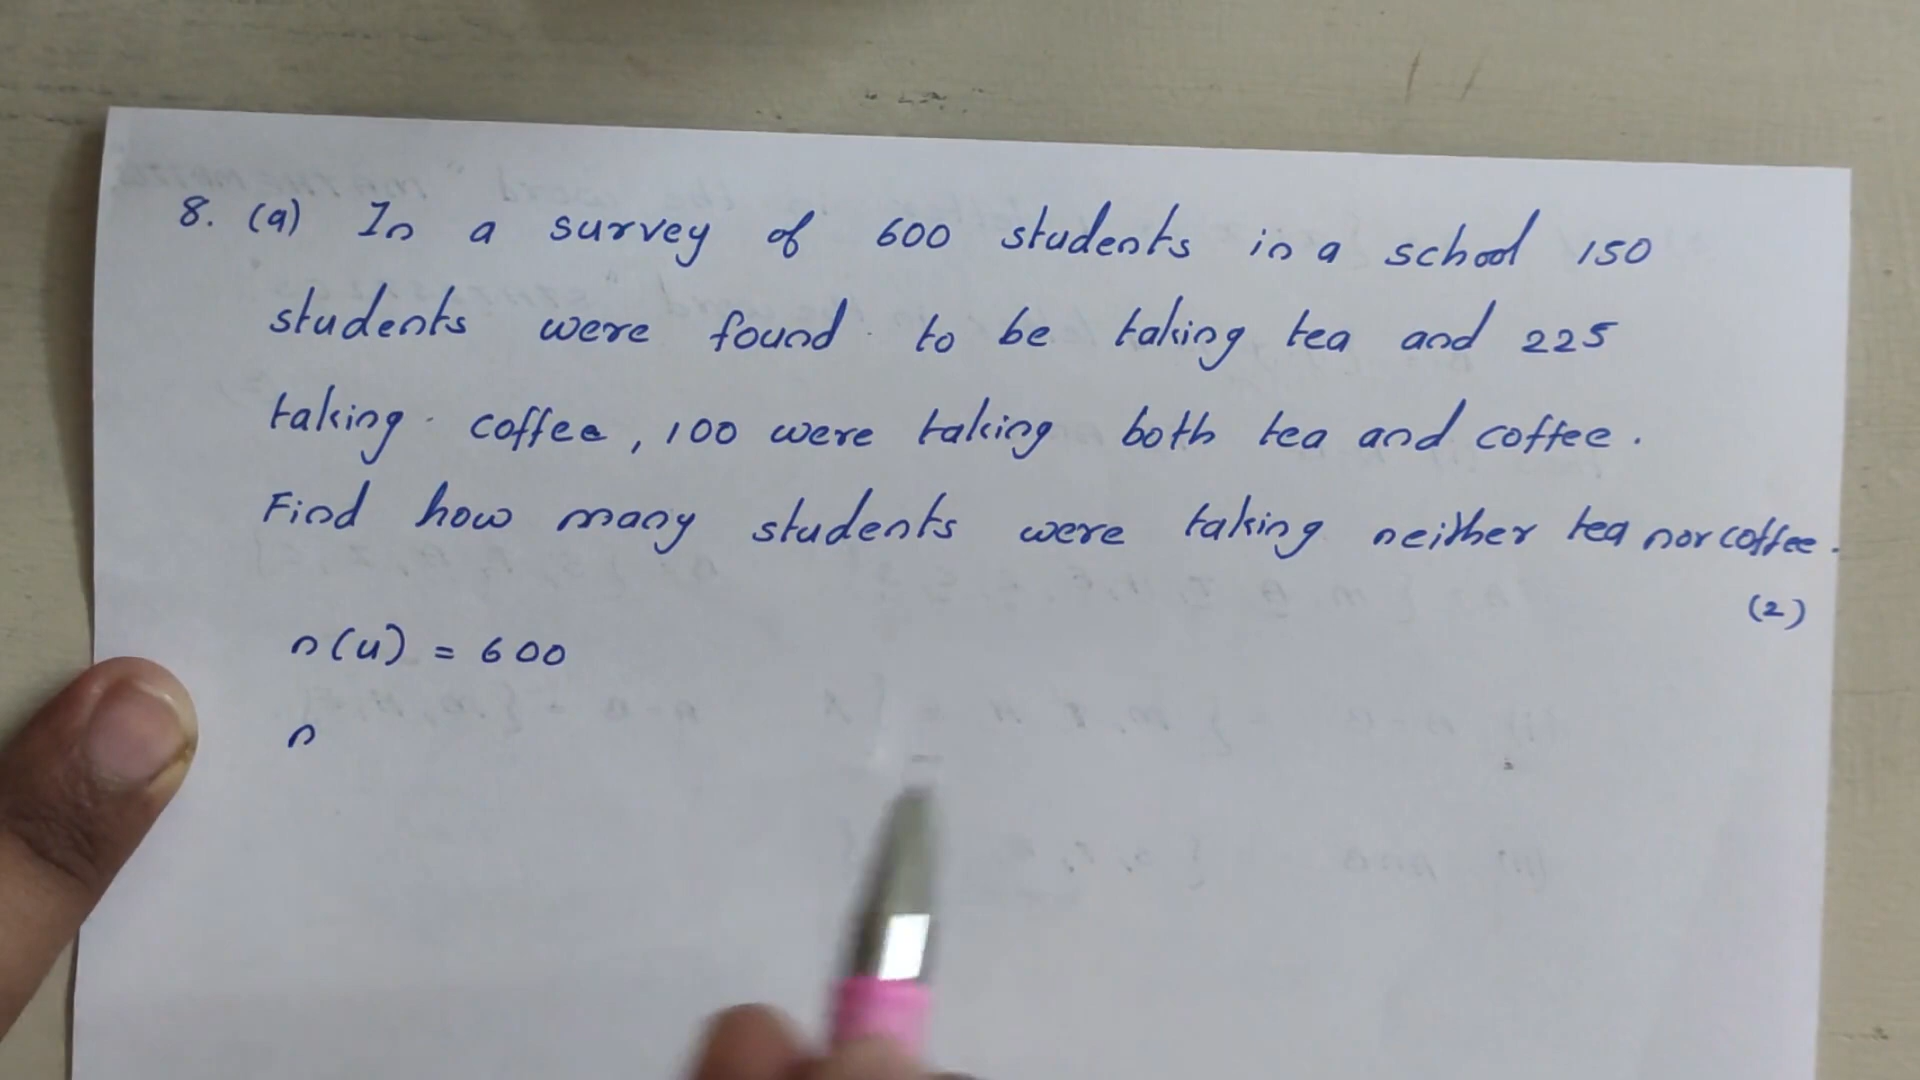 8. (a) In a survey of 600 students in a school 150
students were found to be taking tea and 225
taking coffee, 100 were taking both tea and coffee.
Find how many students were taking neither tea nor coffee.
(2)
n(u) = 600
n